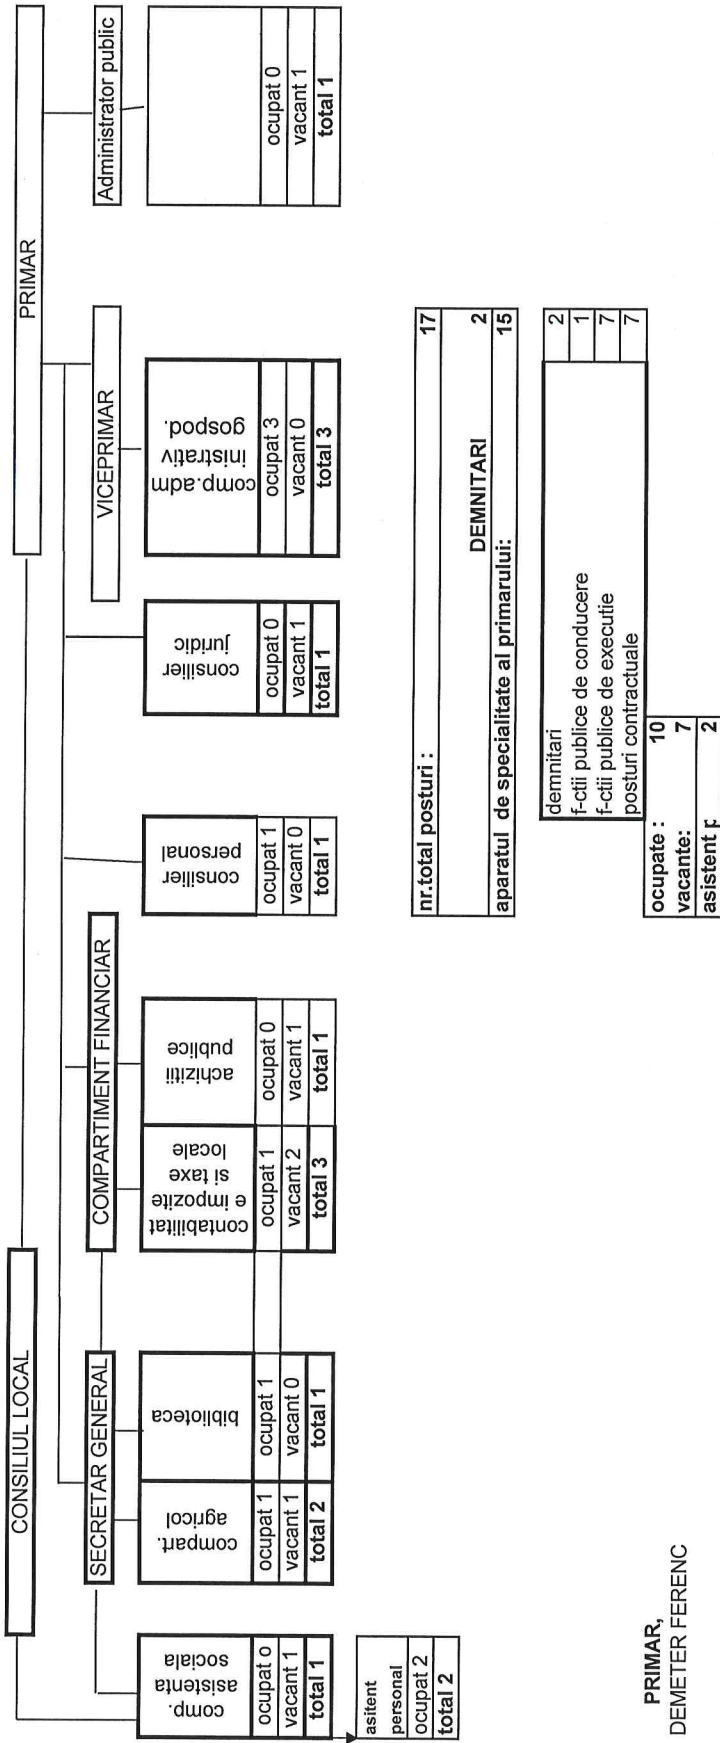 CONSILIUL LOCAL
PRIMAR
SECRETAR GENERAL
COMPARTIMENT FINANCIAR
VICEPRIMAR
Administrator public
comp.
asistenta
sociala
ocupat o
vacant 1
total 1
asitent
personal
ocupat 2
total 2
compart.
agricol
ocupat 1
vacant 1
total 2
biblioteca
ocupat 1
vacant 0
total 1
contabilitat
e impozite
si taxe
locale
ocupat 1
vacant 2
total 3
achizitii
publice
ocupat 0
vacant 1
total 1
consilier
personal
ocupat 1
vacant 0
total 1
consilier
juridic
ocupat 0
vacant 1
total 1
comp.adm
inistrativ
gospod.
ocupat 3
vacant 0
total 3
ocupat 0
vacant 1
total 1
nr.total posturi : 17
DEMNITARI 2
aparatul de specialitate al primarului: 15
demnitari 2
f-ctii publice de conducere 1
f-ctii publice de executie 7
posturi contractuale 7
ocupate : 10
vacante: 7
asistent p 2
PRIMAR,
DEMETER FERENC